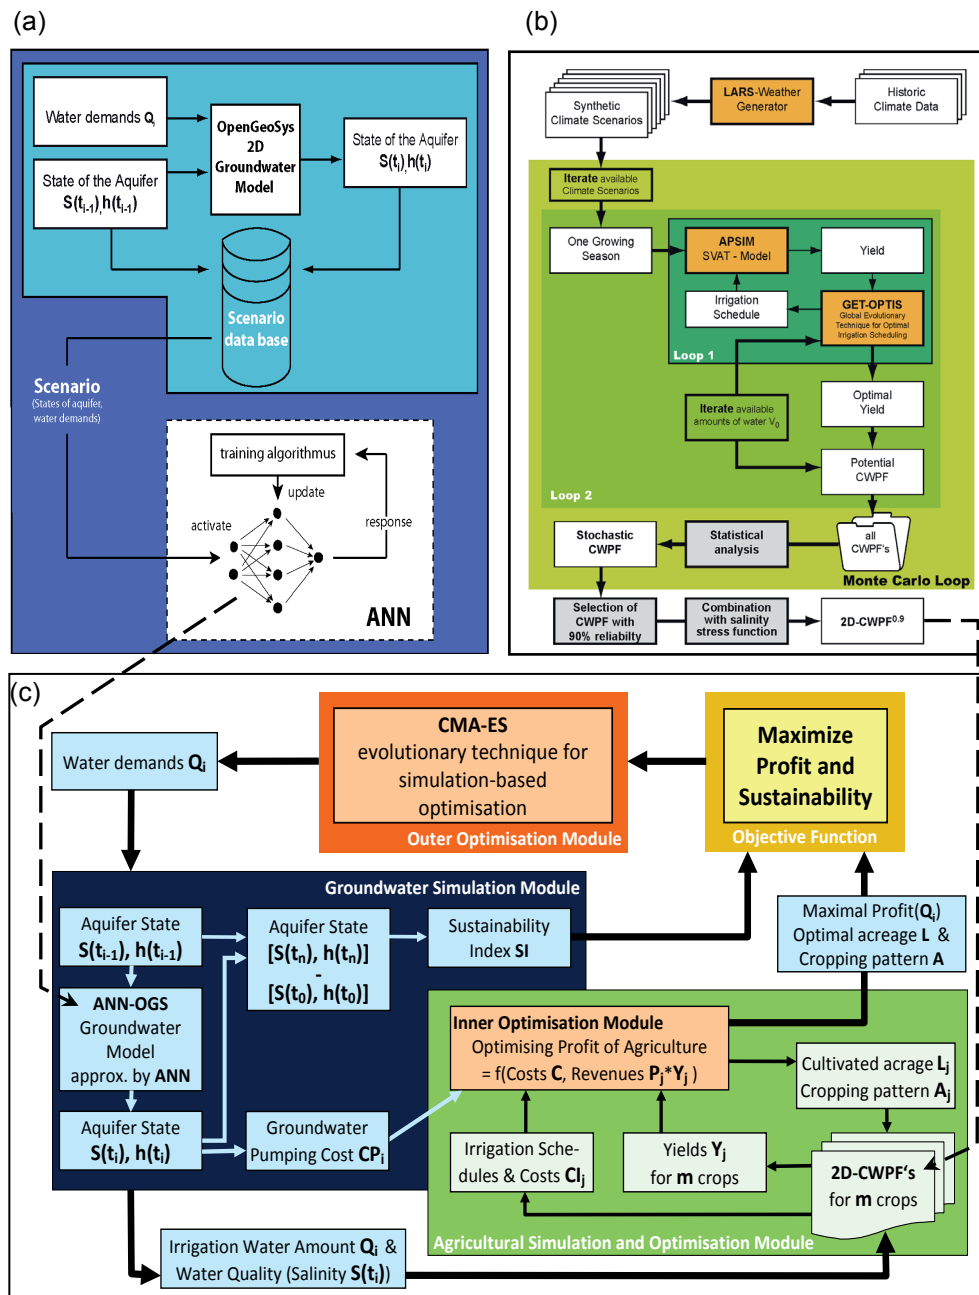 (a)
Water demands Qi
OpenGeoSys
2D
Groundwater
Model
State of the Aquifer
S(ti),h(ti)
State of the Aquifer
S(ti-1),h(ti-1)
Scenario
data base
Scenario
(States of aquifer,
water demands)
training algorithmus
update
activate
response
ANN
(b)
Synthetic
Climate Scenarios
LARS-Weather
Generator
Historic
Climate Data
Iterate available
Climate Scenarios
One Growing
Season
APSIM
SVAT - Model
Yield
Irrigation
Schedule
GET-OPTIS
Global Evolutionary
Technique for Optimal
Irrigation Scheduling
Loop 1
Iterate available
amounts of water V0
Optimal
Yield
Potential
CWPF
Loop 2
Stochastic
CWPF
Statistical
analysis
all
CWPF's
Monte Carlo Loop
Selection of
CWPF with
90% reliabilty
Combination
with salinity
stress function
2D-CWPF0.9
(c)
Water demands Qi
CMA-ES
evolutionary technique for
simulation-based
optimisation
Outer Optimisation Module
Maximize
Profit and
Sustainability
Objective Function
Groundwater Simulation Module
Aquifer State
S(ti-1), h(ti-1)
Aquifer State
[S(tn), h(tn)]
-
[S(t0), h(t0)]
Sustainability
Index SI
Maximal Profit(Qi)
Optimal acreage L &
Cropping pattern A
ANN-OGS
Groundwater
Model
approx. by ANN
Inner Optimisation Module
Optimising Profit of Agriculture
= f(Costs C, Revenues Pj*Yj )
Cultivated acrage Lj
Cropping pattern Aj
Aquifer State
S(ti), h(ti)
Groundwater
Pumping Cost CPi
Irrigation Sche-
dules & Costs CIj
Yields Yj
for m crops
2D-CWPF's
for m crops
Agricultural Simulation and Optimisation Module
Irrigation Water Amount Qi &
Water Quality (Salinity S(ti))